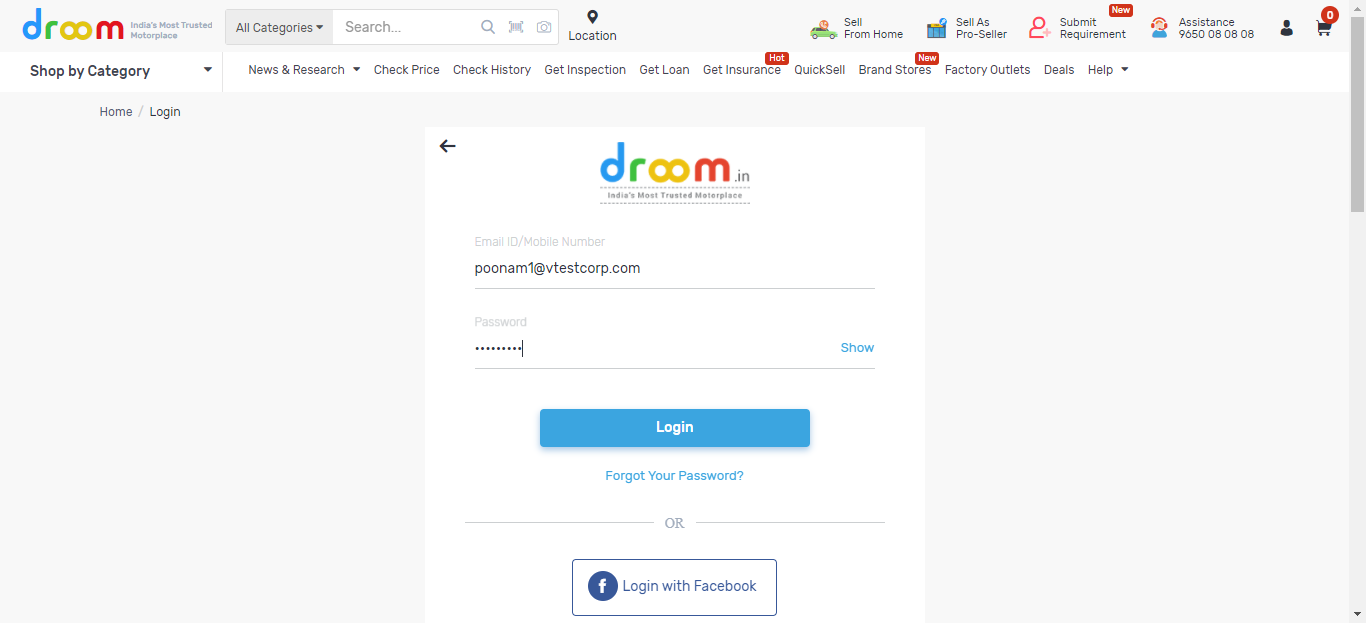 droom India's Most Trusted Motorplace
All Categories Search...
Location
Sell From Home
Sell As Pro-Seller
New
Submit Requirement
Assistance 9650 08 08 08
0
Shop by Category
News & Research Check Price Check History Get Inspection Get Loan Get Insurance Hot QuickSell Brand Stores New Factory Outlets Deals Help
Home / Login
droom.in
India's Most Trusted Motorplace
Email ID/Mobile Number
poonam1@vtestcorp.com
Password
••••••••• Show
Login
Forgot Your Password?
OR
f Login with Facebook